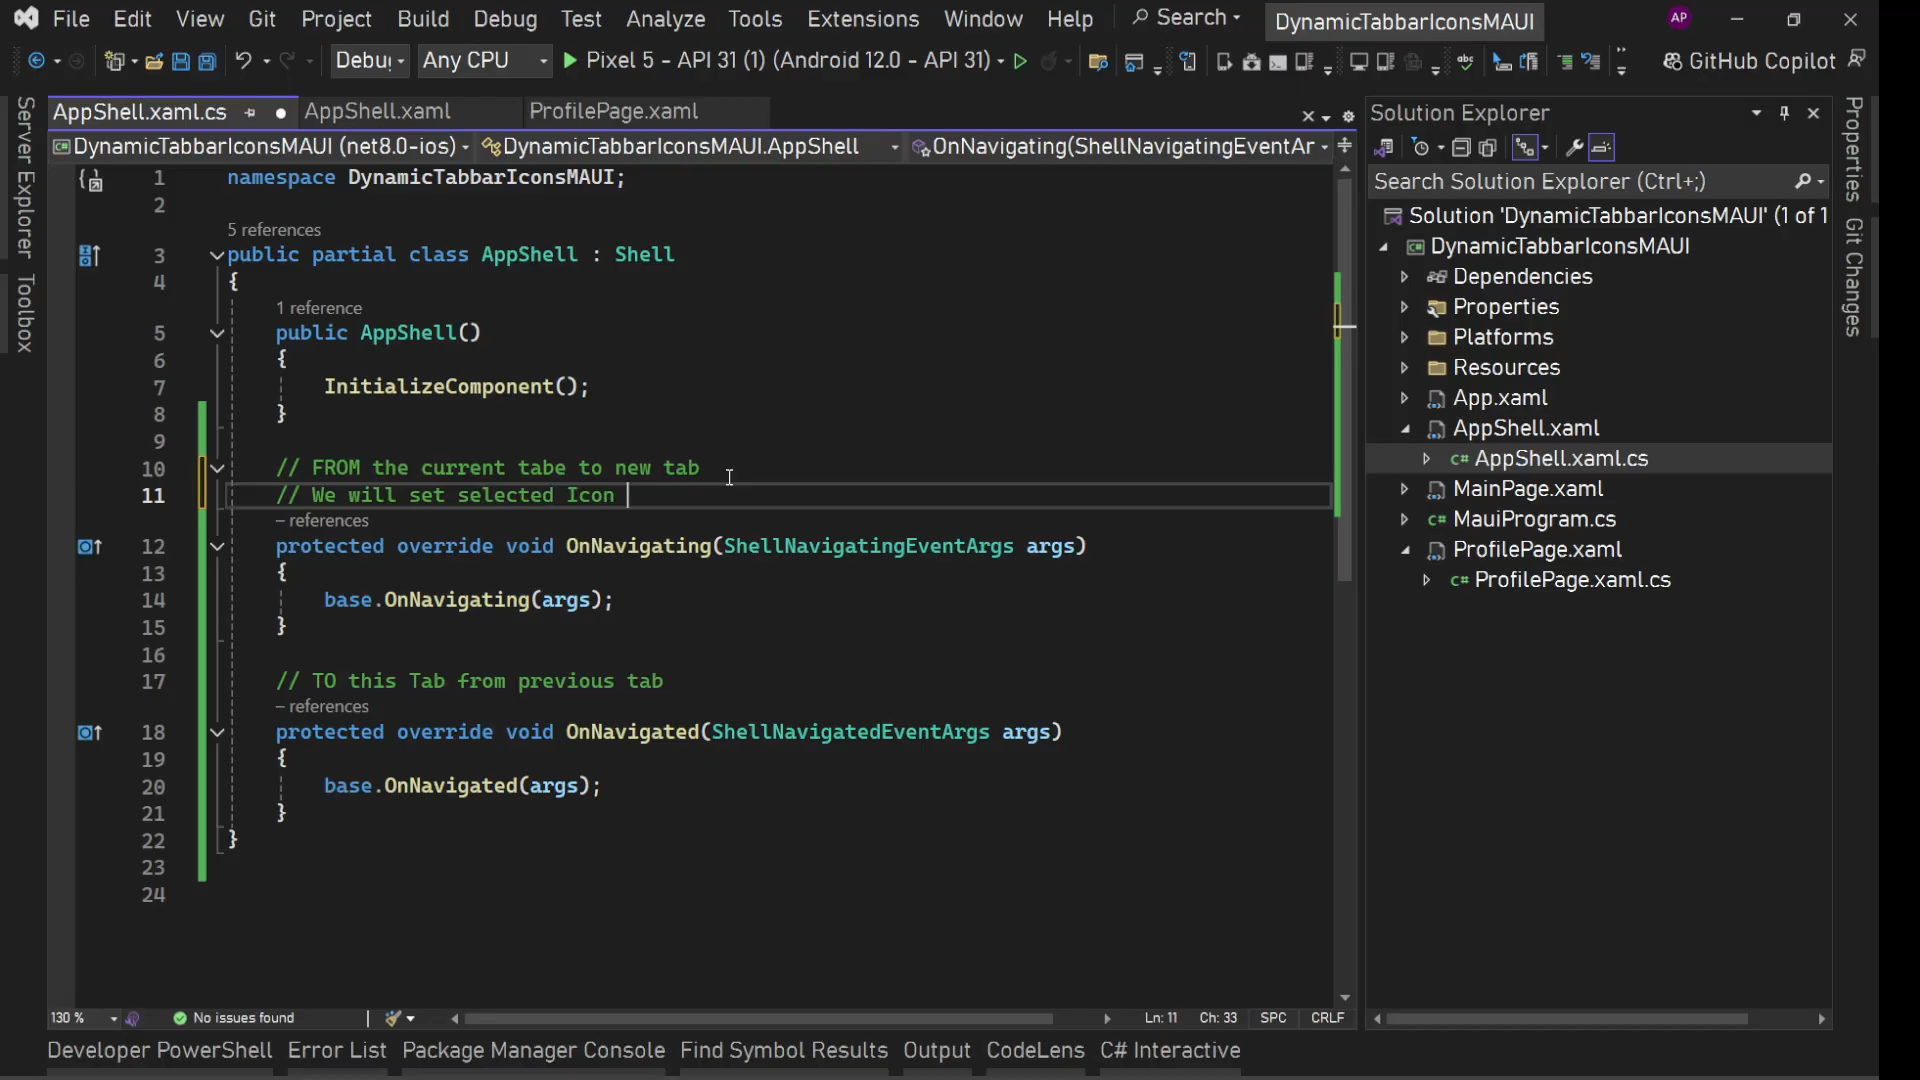 File Edit View Git Project Build Debug Test Analyze Tools Extensions Window Help Search DynamicTabbarIconsMAUI AP
Debug Any CPU Pixel 5 - API 31 (1) (Android 12.0 - API 31) GitHub Copilot
Server Explorer
Toolbox
AppShell.xaml.cs AppShell.xaml ProfilePage.xaml
DynamicTabbarIconsMAUI (net8.0-ios) DynamicTabbarIconsMAUI.AppShell OnNavigating(ShellNavigatingEventAr
1 namespace DynamicTabbarIconsMAUI;
2
5 references
3 public partial class AppShell : Shell
4 {
1 reference
5 public AppShell()
6 {
7 InitializeComponent();
8 }
9
10 // FROM the current tabe to new tab
11 // We will set selected Icon
– references
12 protected override void OnNavigating(ShellNavigatingEventArgs args)
13 {
14 base.OnNavigating(args);
15 }
16
17 // TO this Tab from previous tab
– references
18 protected override void OnNavigated(ShellNavigatedEventArgs args)
19 {
20 base.OnNavigated(args);
21 }
22 }
23
24
130 % No issues found Ln: 11 Ch: 33 SPC CRLF
Solution Explorer
Search Solution Explorer (Ctrl+;)
Solution 'DynamicTabbarIconsMAUI' (1 of 1
DynamicTabbarIconsMAUI
Dependencies
Properties
Platforms
Resources
App.xaml
AppShell.xaml
C# AppShell.xaml.cs
MainPage.xaml
C# MauiProgram.cs
ProfilePage.xaml
C# ProfilePage.xaml.cs
Properties
Git Changes
Developer PowerShell Error List Package Manager Console Find Symbol Results Output CodeLens C# Interactive